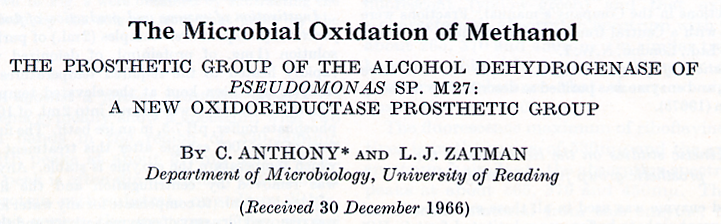 The Microbial Oxidation of Methanol
THE PROSTHETIC GROUP OF THE ALCOHOL DEHYDROGENASE OF
PSEUDOMONAS SP. M27:
A NEW OXIDOREDUCTASE PROSTHETIC GROUP
BY C. ANTHONY* AND L. J. ZATMAN
Department of Microbiology, University of Reading
(Received 30 December 1966)